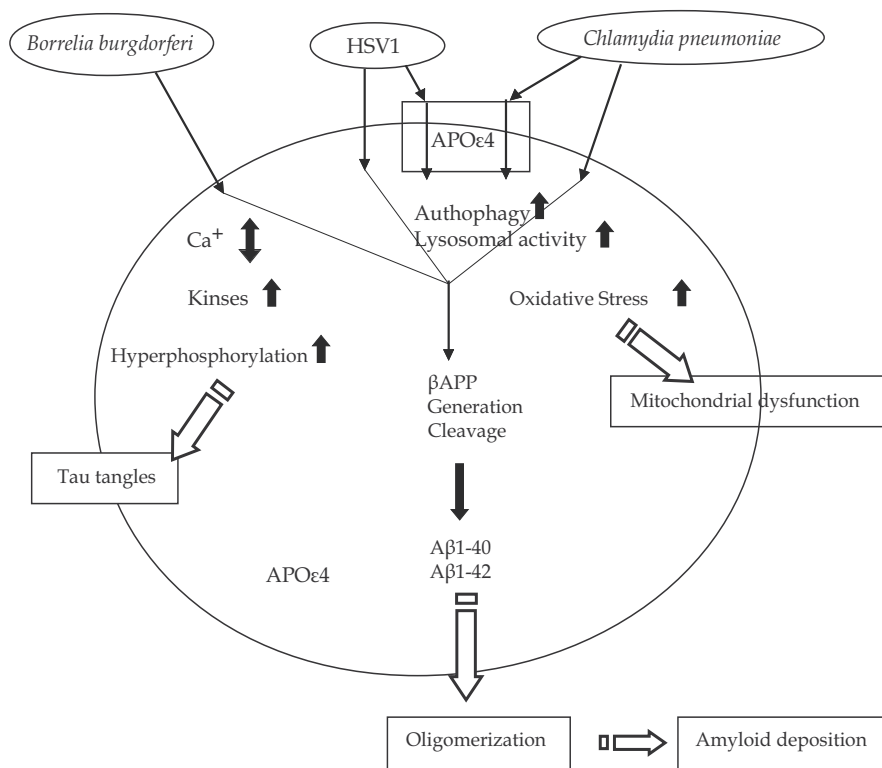 Borrelia burgdorferi
HSV1
Chlamydia pneumoniae
APOε4
Authophagy
Lysosomal activity
Ca+
Kinses
Oxidative Stress
Hyperphosphorylation
βAPP
Generation
Cleavage
Mitochondrial dysfunction
Tau tangles
Aβ1-40
Aβ1-42
APOε4
Oligomerization
Amyloid deposition